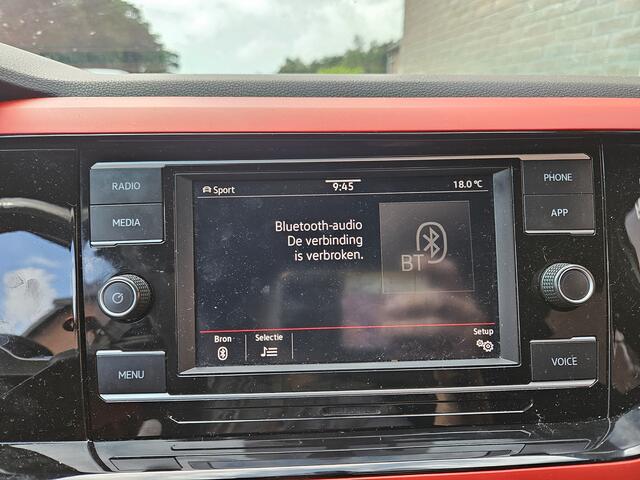 RADIO
MEDIA
MENU
Sport
9:45
18.0 °C
Bluetooth-audio
De verbinding
is verbroken.
BT
Bron
Selectie
Setup
PHONE
APP
VOICE